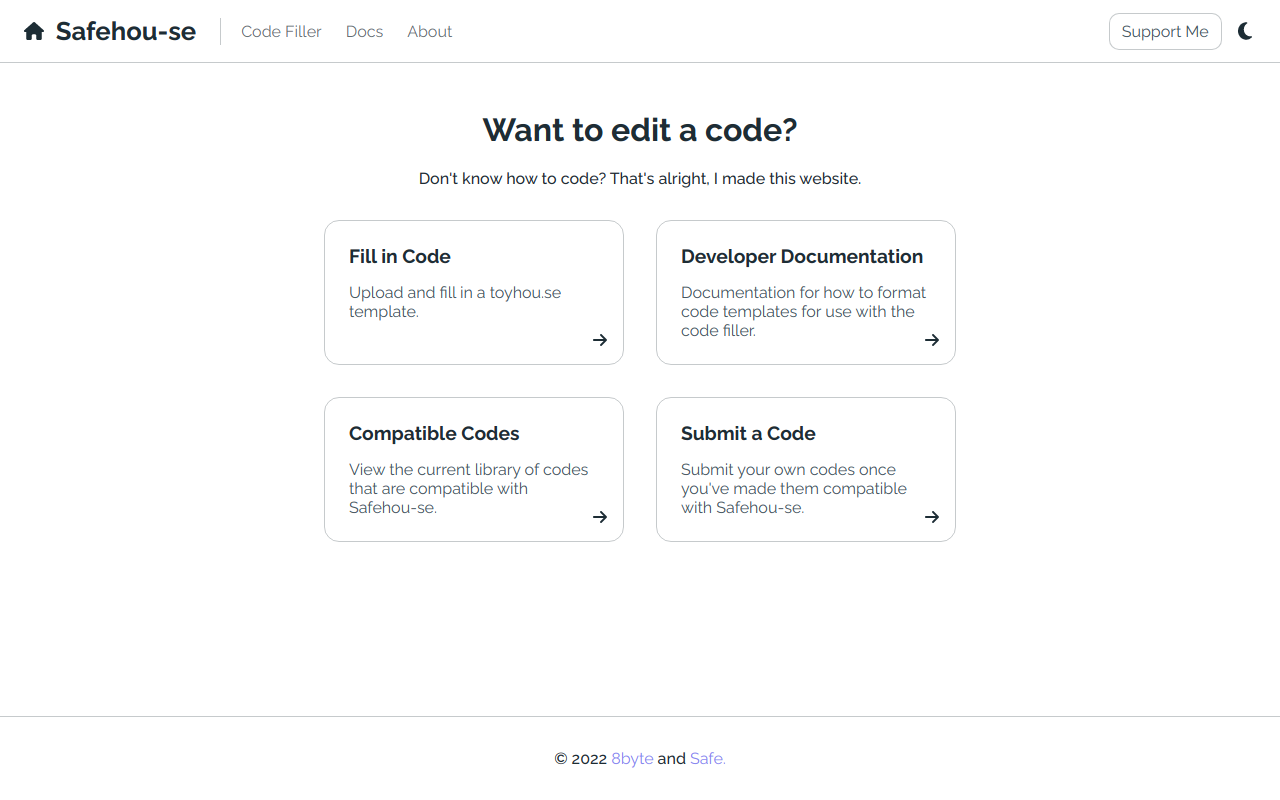 Safehou-se
Code Filler
Docs
About
Support Me
Want to edit a code?
Don't know how to code? That's alright, I made this website.
Fill in Code
Upload and fill in a toyhou.se
template.
Developer Documentation
Documentation for how to format
code templates for use with the
code filler.
Compatible Codes
View the current library of codes
that are compatible with
Safehou-se.
Submit a Code
Submit your own codes once
you've made them compatible
with Safehou-se.
© 2022 8byte and Safe.